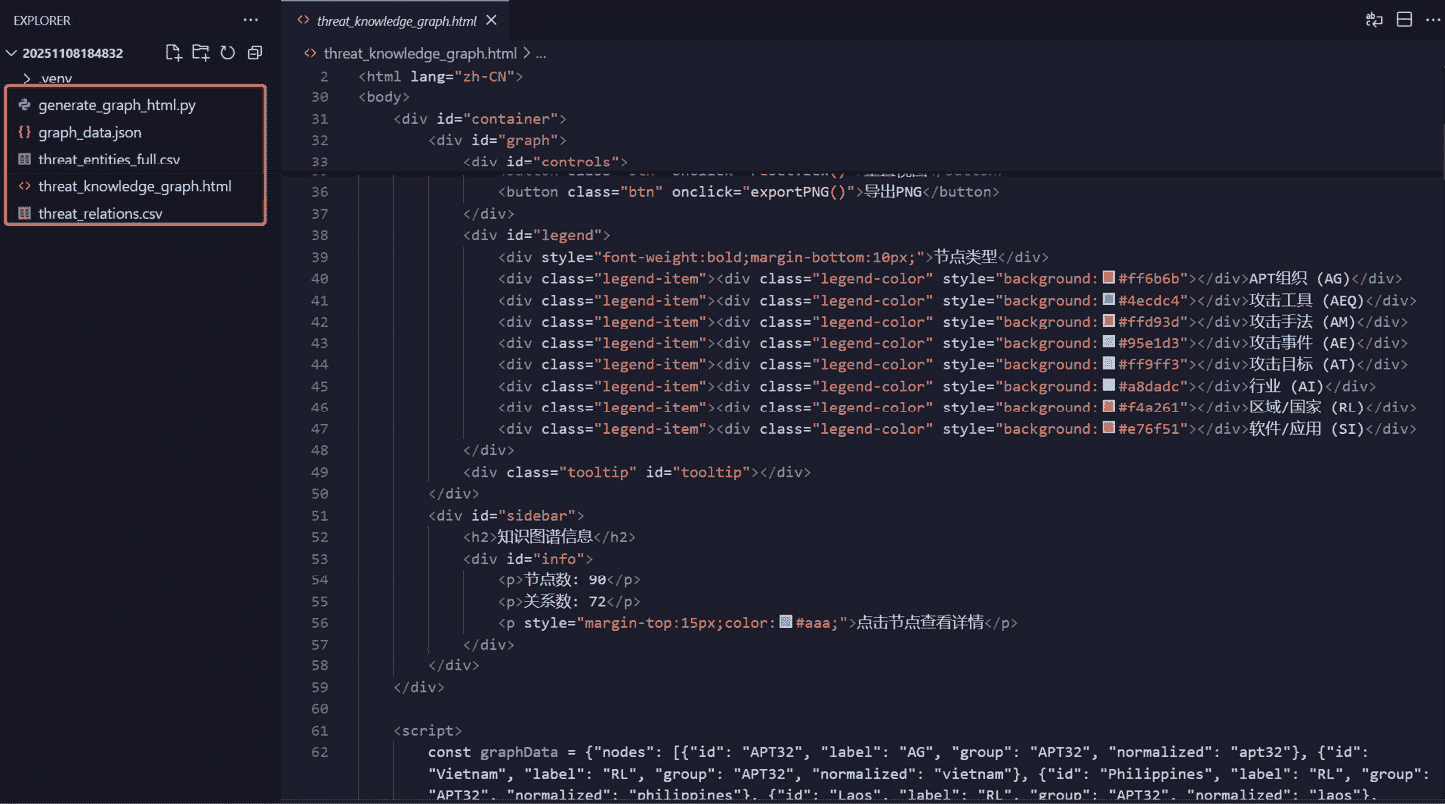 EXPLORER
20251108184832
.venv
generate_graph_html.py
graph_data.json
threat_entities_full.csv
threat_knowledge_graph.html
threat_relations.csv
threat_knowledge_graph.html
threat_knowledge_graph.html > ...
2 <html lang="zh-CN">
30 <body>
31 <div id="container">
32 <div id="graph">
33 <div id="controls">
36 <button class="btn" onclick="exportPNG()">导出PNG</button>
37 </div>
38 <div id="legend">
39 <div style="font-weight:bold;margin-bottom:10px;">节点类型</div>
40 <div class="legend-item"><div class="legend-color" style="background:#ff6b6b"></div>APT组织 (AG)</div>
41 <div class="legend-item"><div class="legend-color" style="background:#4ecdc4"></div>攻击工具 (AEQ)</div>
42 <div class="legend-item"><div class="legend-color" style="background:#ffd93d"></div>攻击手法 (AM)</div>
43 <div class="legend-item"><div class="legend-color" style="background:#95e1d3"></div>攻击事件 (AE)</div>
44 <div class="legend-item"><div class="legend-color" style="background:#ff9ff3"></div>攻击目标 (AT)</div>
45 <div class="legend-item"><div class="legend-color" style="background:#a8dadc"></div>行业 (AI)</div>
46 <div class="legend-item"><div class="legend-color" style="background:#f4a261"></div>区域/国家 (RL)</div>
47 <div class="legend-item"><div class="legend-color" style="background:#e76f51"></div>软件/应用 (SI)</div>
48 </div>
49 <div class="tooltip" id="tooltip"></div>
50 </div>
51 <div id="sidebar">
52 <h2>知识图谱信息</h2>
53 <div id="info">
54 <p>节点数: 90</p>
55 <p>关系数: 72</p>
56 <p style="margin-top:15px;color:#aaa;">点击节点查看详情</p>
57 </div>
58 </div>
59 </div>
60
61 <script>
62 const graphData = {"nodes": [{"id": "APT32", "label": "AG", "group": "APT32", "normalized": "apt32"}, {"id":
"Vietnam", "label": "RL", "group": "APT32", "normalized": "vietnam"}, {"id": "Philippines", "label": "RL", "group":
"APT32", "normalized": "philippines"}, {"id": "Laos", "label": "RL", "group": "APT32", "normalized": "laos"},